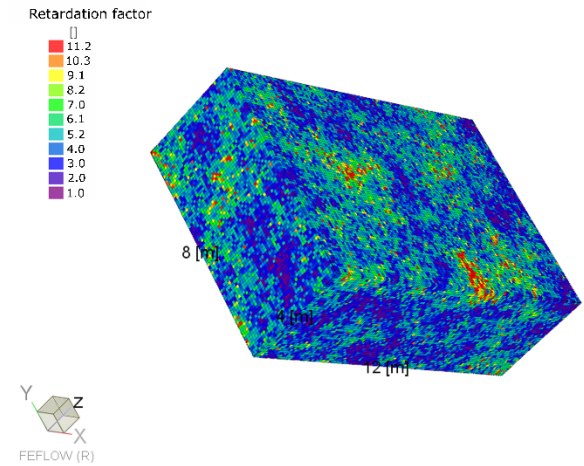 Retardation factor
[]
11.2
10.3
9.1
8.2
7.0
6.1
5.2
4.0
3.0
2.0
1.0
8 [m]
4 [m]
12 [m]
Y
Z
X
FEFLOW (R)